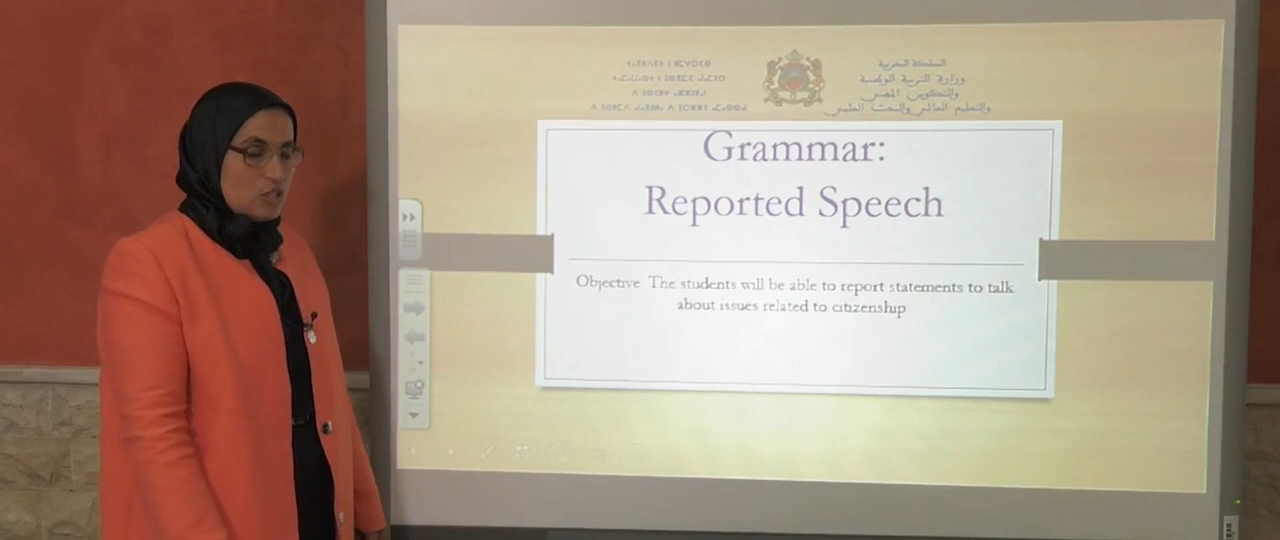 المملكة المغربية
وزارة التربية الوطنية
والتكوين المهني
والتعليم العالي والبحث العلمي
Grammar:
Reported Speech
Objective The students will be able to report statements to talk
about issues related to citizenship